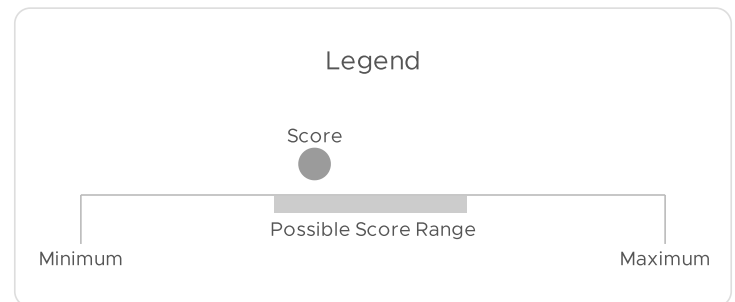 Legend
Score
Possible Score Range
Minimum
Maximum